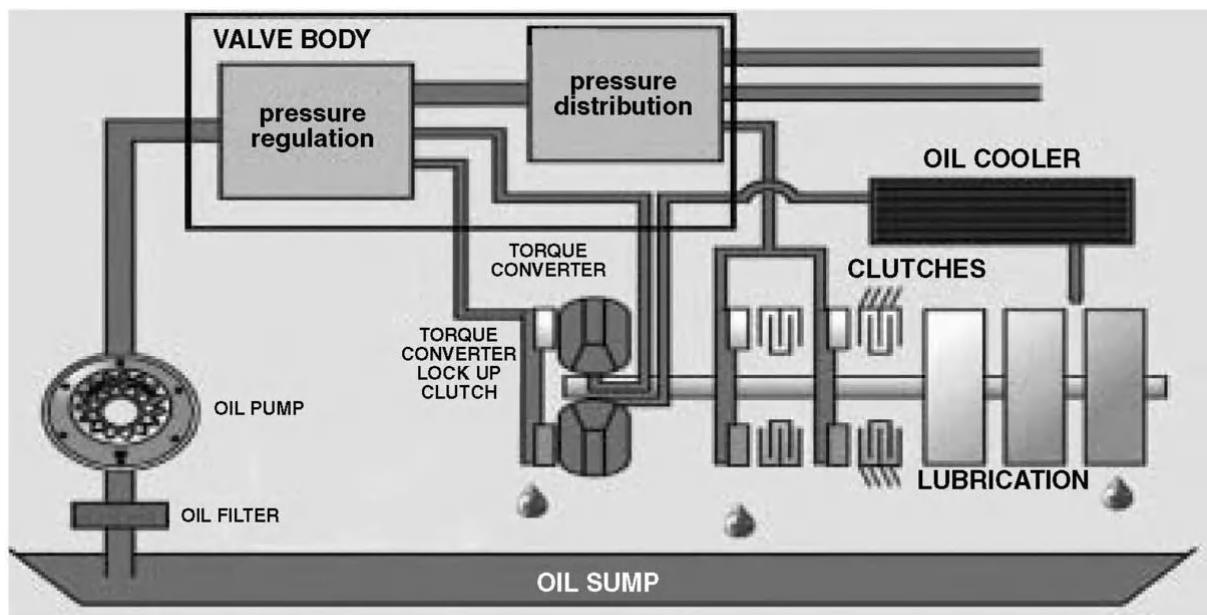 VALVE BODY
pressure
regulation
pressure
distribution
OIL COOLER
TORQUE
CONVERTER
CLUTCHES
TORQUE
CONVERTER
LOCK UP
CLUTCH
OIL PUMP
LUBRICATION
OIL FILTER
OIL SUMP